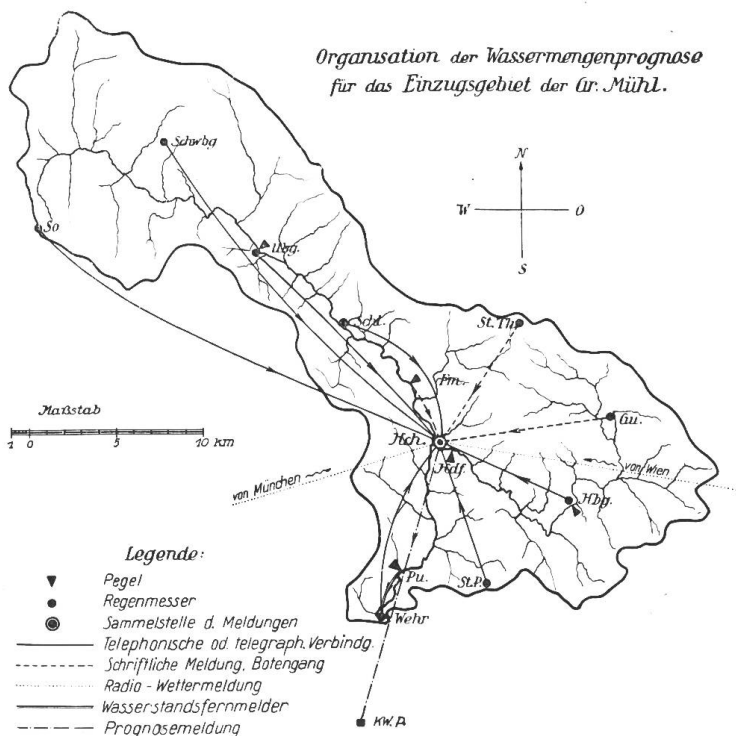 Organisation der Wassermengenprognose
für das Einzugsgebiet der Gr. Mühl.
N
W
O
S
Schwbg
So
Ubg.
Schl.
St.Th.
Fm.
Gu.
Hch.
Hdf.
Hbg.
von München
von Wien
Pu.
St.P.
Wehr
KW. P.
Maßstab
1 0 5 10 km
Legende:
Pegel
Regenmesser
Sammelstelle d. Meldungen
Telephonische od. telegraph. Verbindg.
Schriftliche Meldung, Botengang
Radio - Wettermeldung
Wasserstandsfernmelder
Prognosemeldung